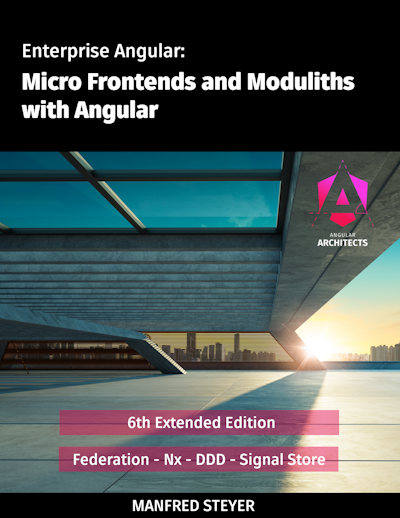 Enterprise Angular:
Micro Frontends and Moduliths
with Angular
ANGULAR
ARCHITECTS
6th Extended Edition
Federation - Nx - DDD - Signal Store
MANFRED STEYER